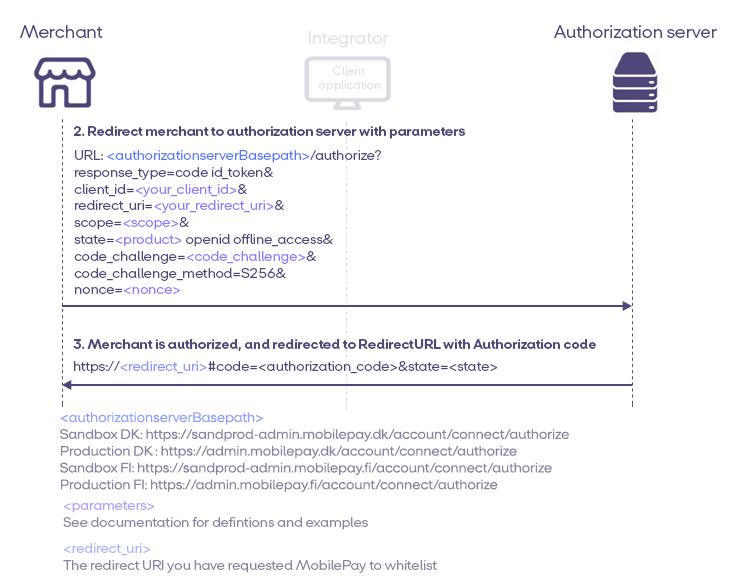 Merchant
Integrator
Authorization server
Client
application
2. Redirect merchant to authorization server with parameters
URL: <authorizationserverBasepath>/authorize?
response_type=code id_token&
client_id=<your_client_id>&
redirect_uri=<your_redirect_uri>&
scope=<scope>&
state=<product> openid offline_access&
code_challenge=<code_challenge>&
code_challenge_method=S256&
nonce=<nonce>
3. Merchant is authorized, and redirected to RedirectURL with Authorization code
https://<redirect_uri>#code=<authorization_code>&state=<state>
<authorizationserverBasepath>
Sandbox DK: https://sandprod-admin.mobilepay.dk/account/connect/authorize
Production DK : https://admin.mobilepay.dk/account/connect/authorize
Sandbox FI: https://sandprod-admin.mobilepay.fi/account/connect/authorize
Production FI: https://admin.mobilepay.fi/account/connect/authorize
<parameters>
See documentation for defintions and examples
<redirect_uri>
The redirect URI you have requested MobilePay to whitelist